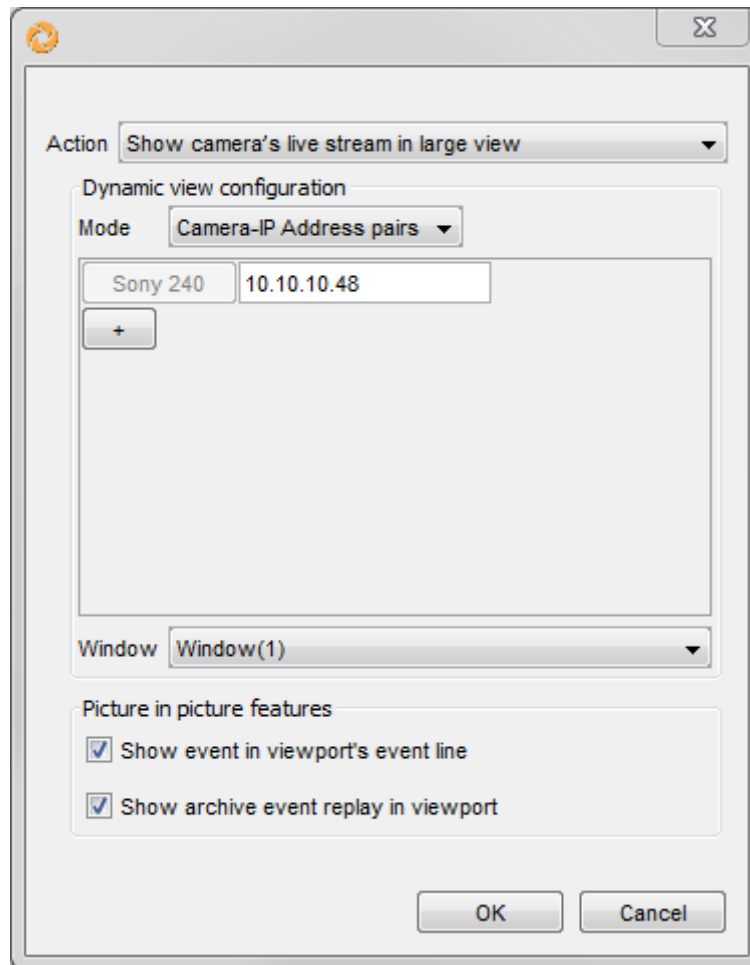 Action Show camera's live stream in large view
Dynamic view configuration
Mode Camera-IP Address pairs
Sony 240 10.10.10.48
+
Window Window(1)
Picture in picture features
Show event in viewport's event line
Show archive event replay in viewport
OK Cancel